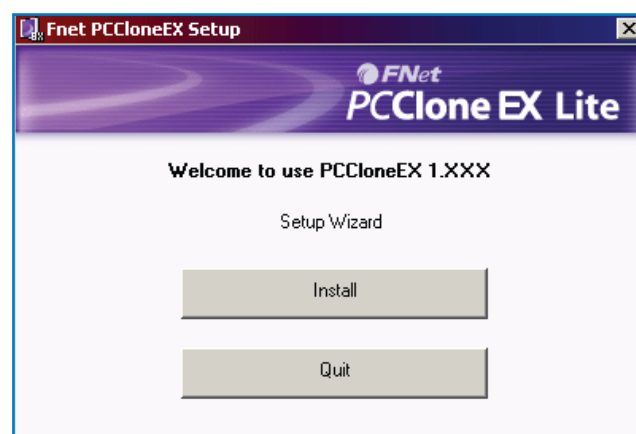 Fnet PCCloneEX Setup
FNet
PCClone EX Lite
Welcome to use PCCloneEX 1.XXX
Setup Wizard
Install
Quit